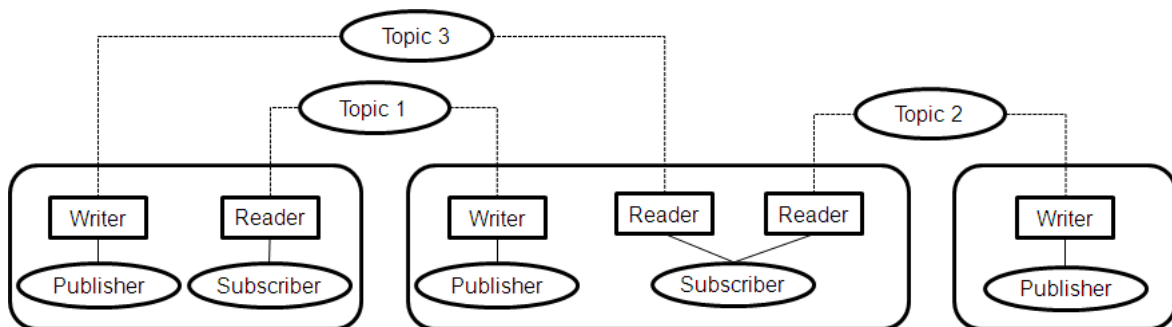 Topic 3
Topic 1
Topic 2
Writer
Reader
Writer
Reader
Reader
Writer
Publisher
Subscriber
Publisher
Subscriber
Publisher